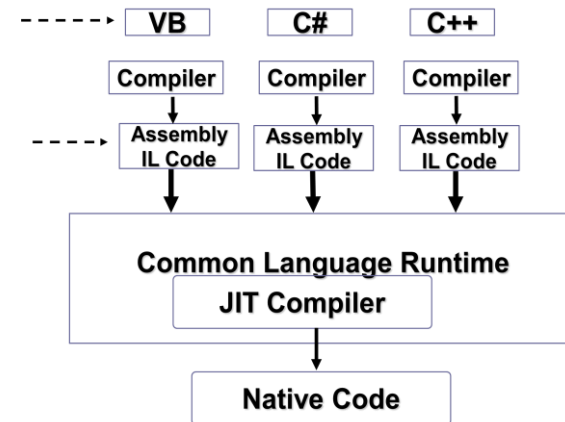 VB C# C++
Compiler Compiler Compiler
Assembly Assembly Assembly
IL Code IL Code IL Code
Common Language Runtime
JIT Compiler
Native Code